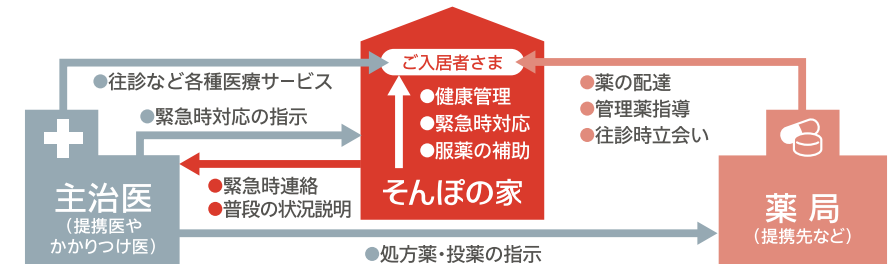 ご入居者さま
●往診など各種医療サービス
●緊急時対応の指示
●健康管理
●緊急時対応
●服薬の補助
そんぽの家
●薬の配達
●管理薬指導
●往診時立会い
●緊急時連絡
●普段の状況説明
主治医
（提携医や
かかりつけ医）
薬局
（提携先など）
●処方薬・投薬の指示